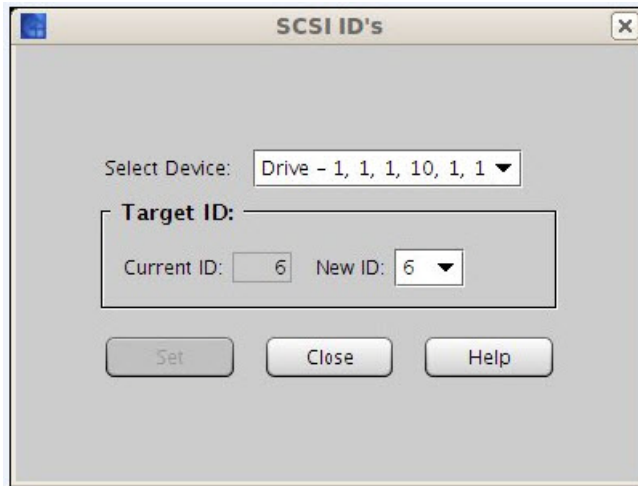 SCSI ID's
Select Device: Drive – 1, 1, 1, 10, 1, 1
Target ID:
Current ID: 6 New ID: 6
Set Close Help